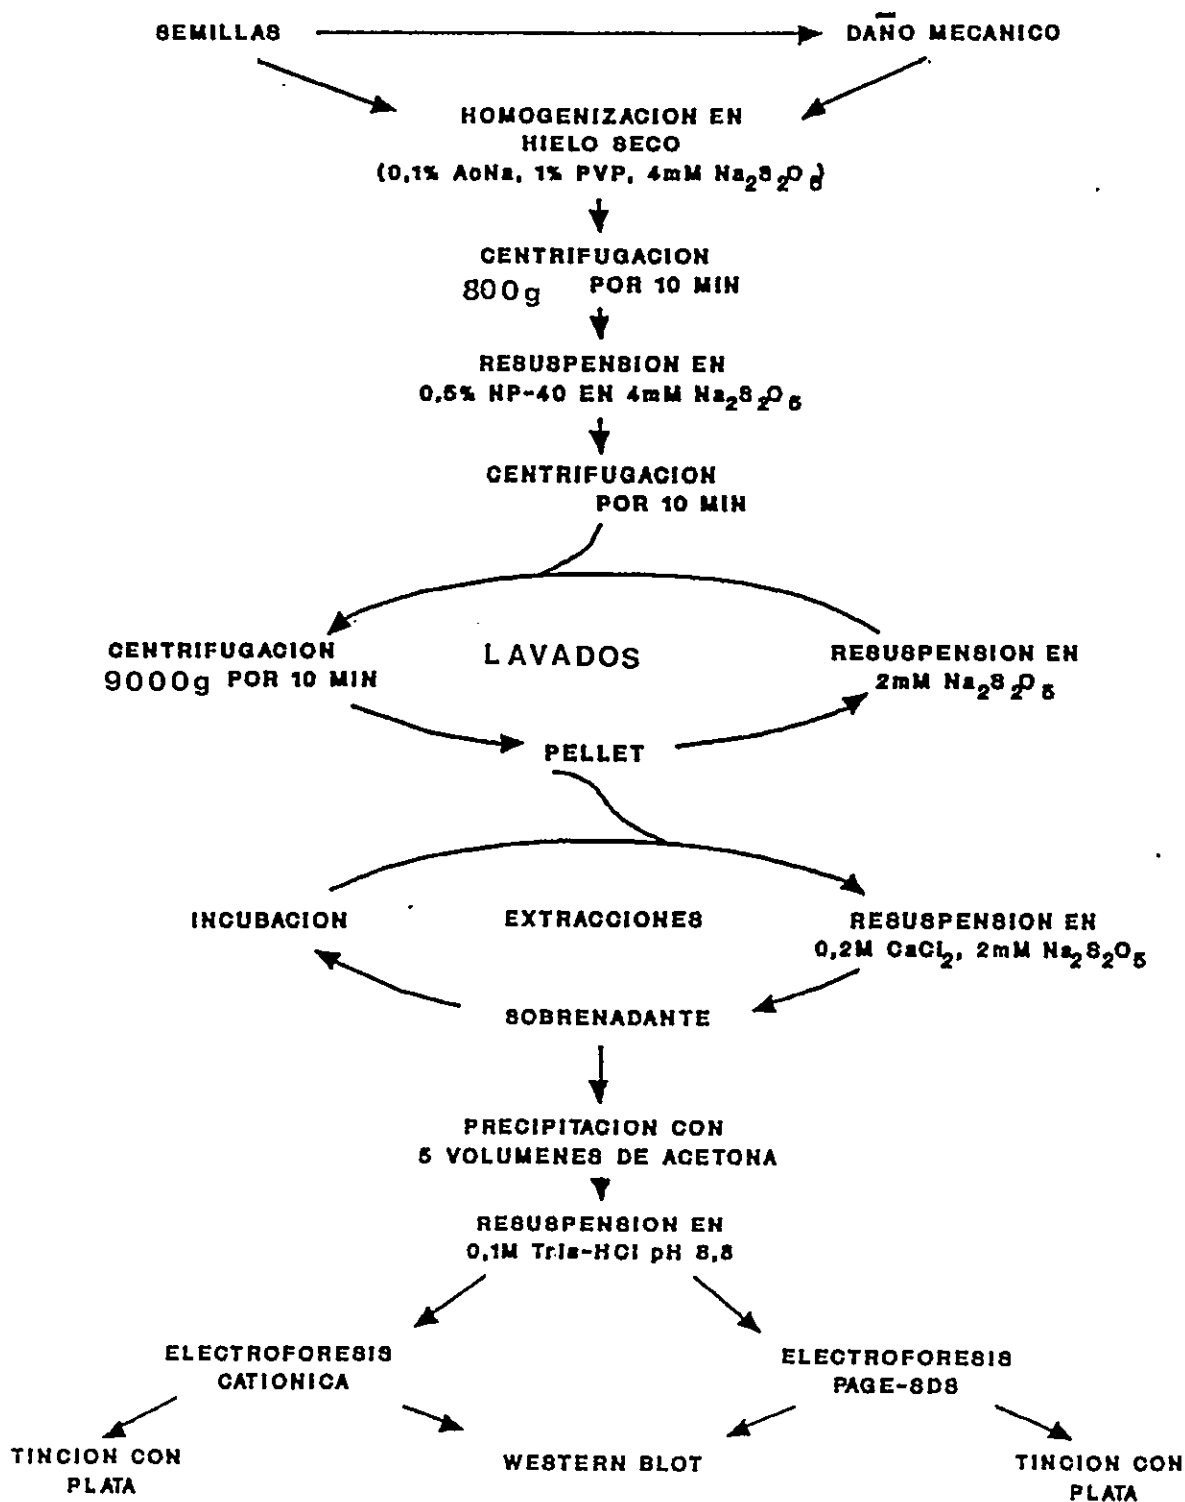 SEMILLAS
DAÑO MECANICO
HOMOGENIZACION EN
HIELO SECO
(0,1% AcNa, 1% PVP, 4mM Na₂S₂O₅)
CENTRIFUGACION
800g POR 10 MIN
RESUSPENSION EN
0,5% NP-40 EN 4mM Na₂S₂O₅
CENTRIFUGACION
POR 10 MIN
CENTRIFUGACION
9000g POR 10 MIN
LAVADOS
RESUSPENSION EN
2mM Na₂S₂O₅
PELLET
INCUBACION
EXTRACCIONES
RESUSPENSION EN
0,2M CaCl₂, 2mM Na₂S₂O₅
SOBRENADANTE
PRECIPITACION CON
5 VOLUMENES DE ACETONA
RESUSPENSION EN
0,1M Tris-HCl pH 8,8
ELECTROFORESIS
CATIONICA
ELECTROFORESIS
PAGE-SDS
TINCION CON
PLATA
WESTERN BLOT
TINCION CON
PLATA